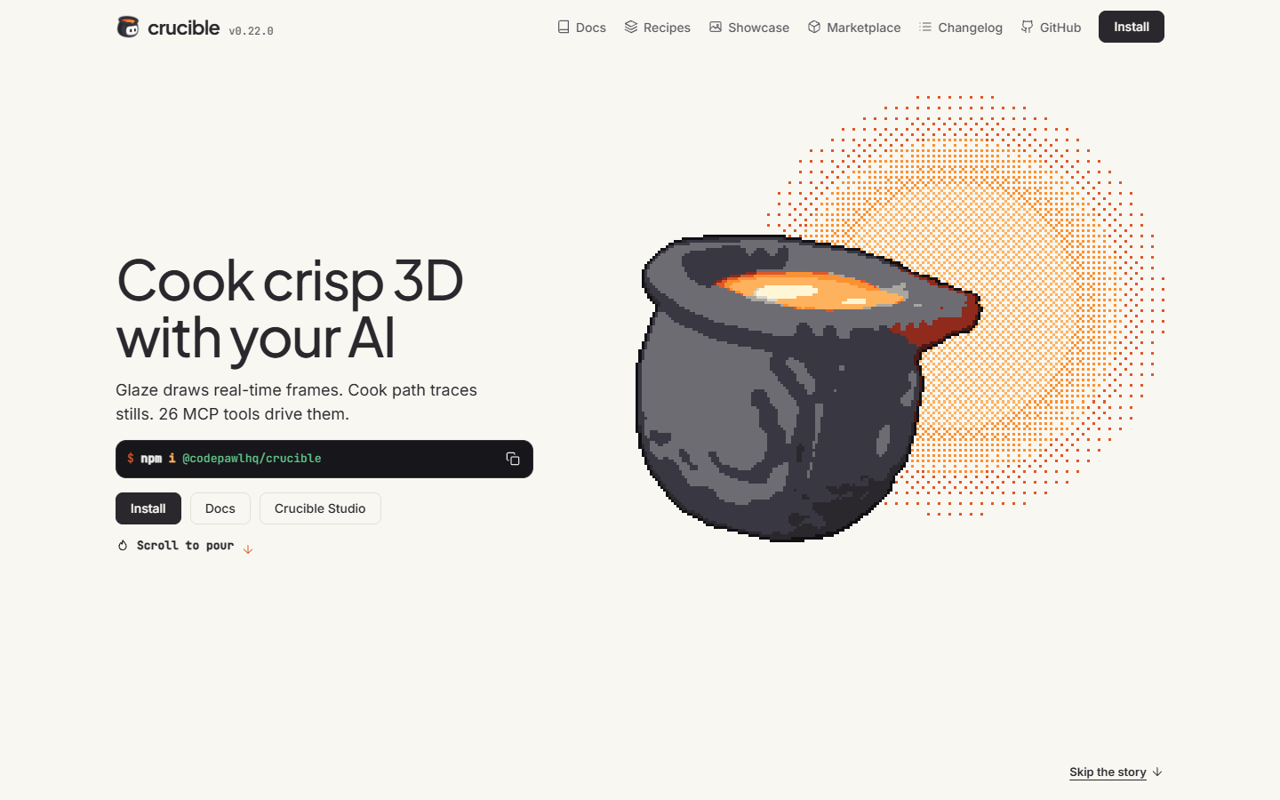 crucible v0.22.0
Docs
Recipes
Showcase
Marketplace
Changelog
GitHub
Install
Cook crisp 3D
with your AI
Glaze draws real-time frames. Cook path traces
stills. 26 MCP tools drive them.
$ npm i @codepawlhq/crucible
Install
Docs
Crucible Studio
Scroll to pour
Skip the story